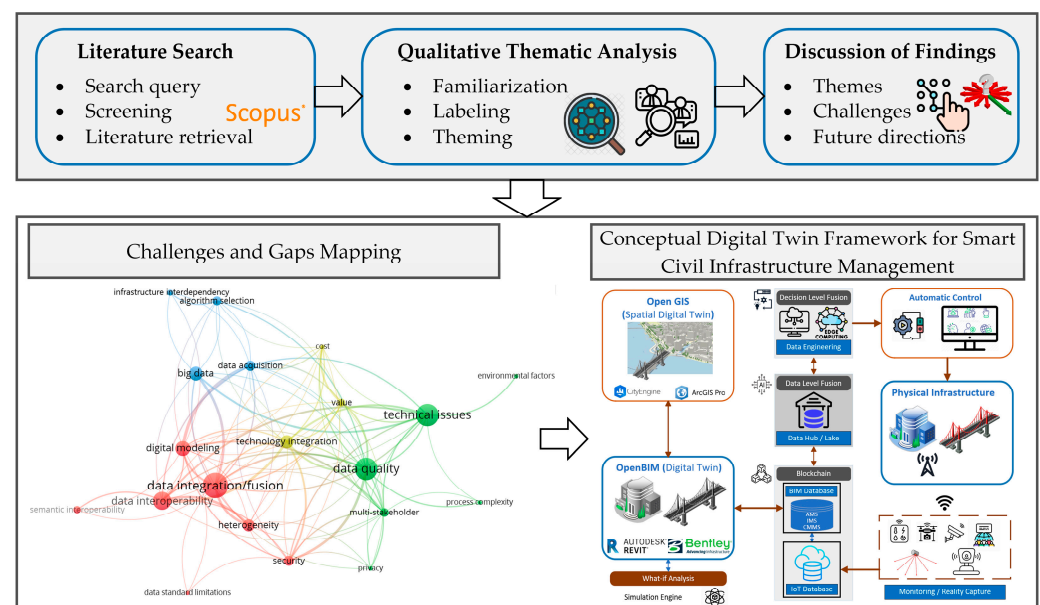 Literature Search
• Search query
• Screening
• Literature retrieval
Scopus
Qualitative Thematic Analysis
• Familiarization
• Labeling
• Theming
Discussion of Findings
• Themes
• Challenges
• Future directions
Challenges and Gaps Mapping
infrastructure interdependency
algorithm selection
cost
data acquisition
big data
environmental factors
value
technical issues
technology integration
digital modeling
data quality
data integration/fusion
data interoperability
process complexity
semantic interoperability
multi-stakeholder
heterogeneity
security
privacy
data standard limitations
Conceptual Digital Twin Framework for Smart
Civil Infrastructure Management
Open GIS
(Spatial Digital Twin)
CityEngine
ArcGIS Pro
OpenBIM (Digital Twin)
R AUTODESK
REVIT
Bentley
Advancing Infrastructure
What-if Analysis
Simulation Engine
Decision Level Fusion
EDGE
COMPUTING
Data Engineering
AI
Data Level Fusion
Data Hub / Lake
Blockchain
BIM Database
AMS
IMS
CMMS
IoT Database
Automatic Control
Physical Infrastructure
Monitoring / Reality Capture